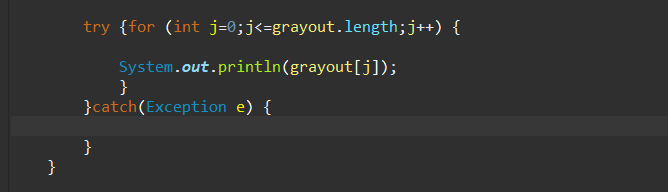 try {for (int j=0;j<=grayout.length;j++) {
System.out.println(grayout[j]);
}
}catch(Exception e) {
}
}